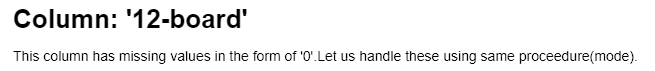 Column: '12-board'
This column has missing values in the form of '0'.Let us handle these using same proceedure(mode).